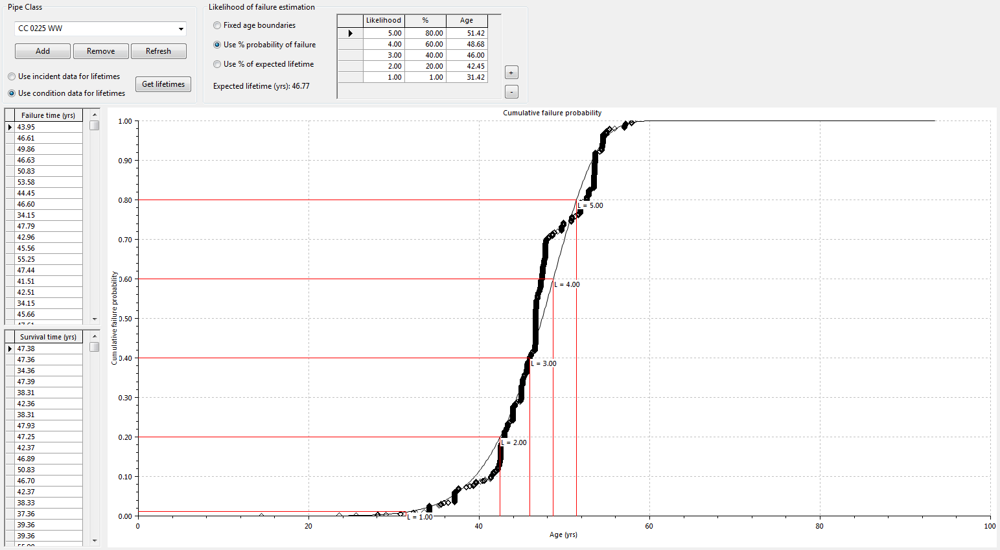 Pipe Class
CC 0225 WW
Add Remove Refresh
Use incident data for lifetimes
Use condition data for lifetimes
Get lifetimes
Likelihood of failure estimation
Fixed age boundaries
Use % probability of failure
Use % of expected lifetime
Expected lifetime (yrs): 46.77
Likelihood % Age
5.00 80.00 51.42
4.00 60.00 48.68
3.00 40.00 46.00
2.00 20.00 42.45
1.00 1.00 31.42
+
-
Failure time (yrs)
43.95
46.61
49.86
46.63
50.83
53.58
44.45
46.60
34.15
47.79
42.96
45.56
55.25
47.44
41.51
42.51
34.15
45.66
47.61
Survival time (yrs)
47.38
47.36
34.36
47.39
38.31
42.36
38.31
47.93
47.25
42.37
46.89
50.83
46.70
42.37
38.33
37.36
39.36
39.36
Cumulative failure probability
Cumulative failure probability
1.00
0.90
0.80
0.70
0.60
0.50
0.40
0.30
0.20
0.10
0.00
L = 5.00
L = 4.00
L = 3.00
L = 2.00
L = 1.00
0 20 40 60 80 100
Age (yrs)